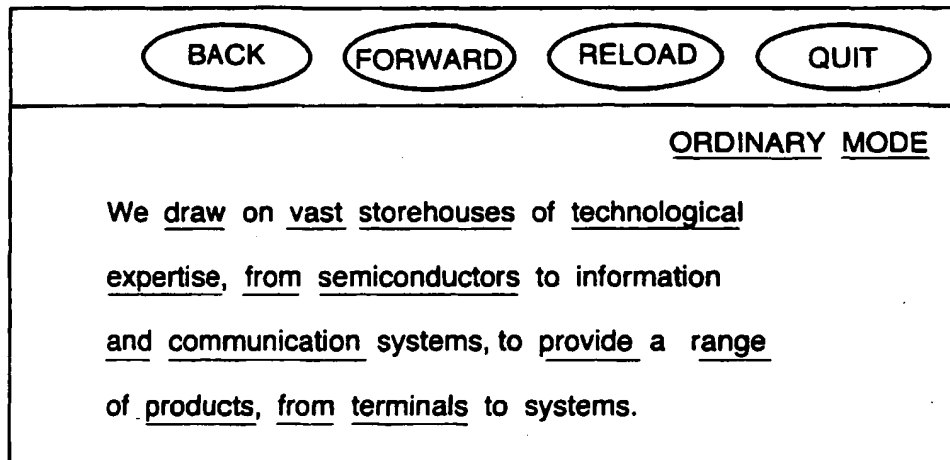 BACK FORWARD RELOAD QUIT
ORDINARY MODE
We draw on vast storehouses of technological
expertise, from semiconductors to information
and communication systems, to provide a range
of products, from terminals to systems.